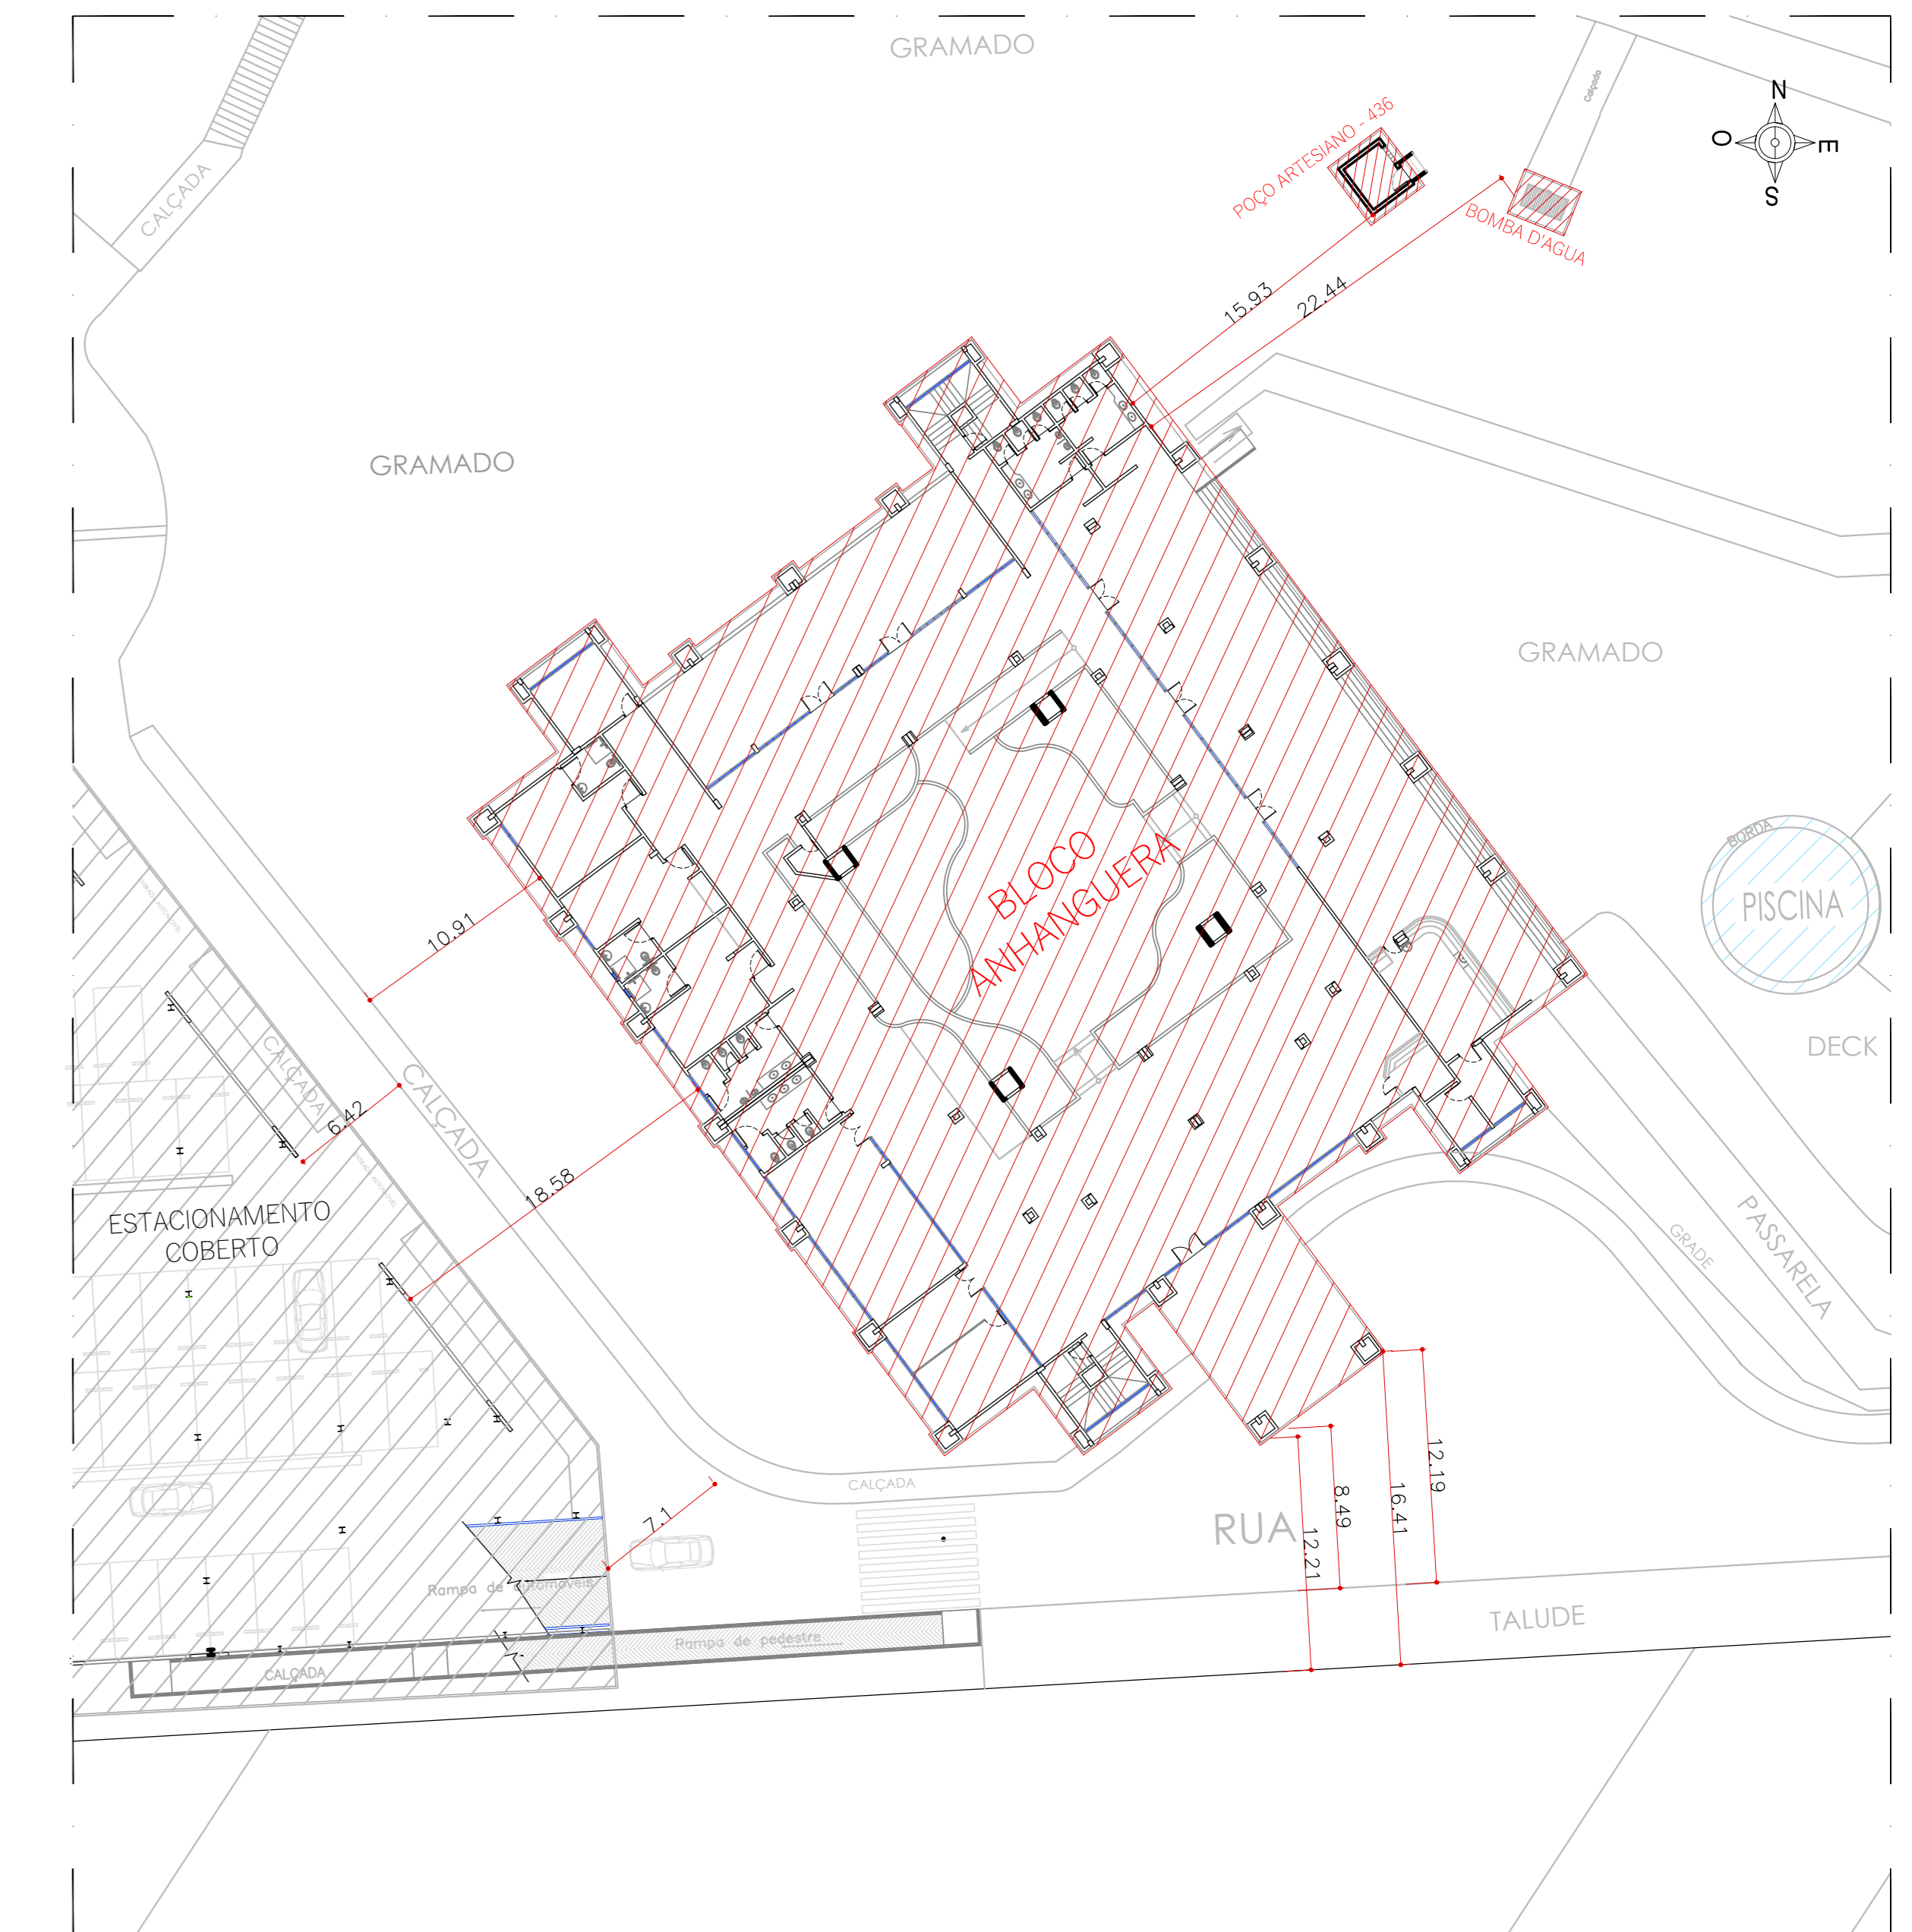 GRAMADO
Calçada
N
O
E
S
POÇO ARTESIANO - 436
BOMBA D'AGUA
CALÇADA
15.93
22.44
GRAMADO
GRAMADO
BORDA
PISCINA
BLOCO
ANHANGUERA
10.91
DECK
CALÇADA
CALÇADA
6.42
18.58
ESTACIONAMENTO
COBERTO
PASSARELA
GRADE
CALÇADA
12.19
8.49
16.41
12.21
7.1
RUA
Rampa de automoveis
TALUDE
Rampa de pedestre
CALÇADA